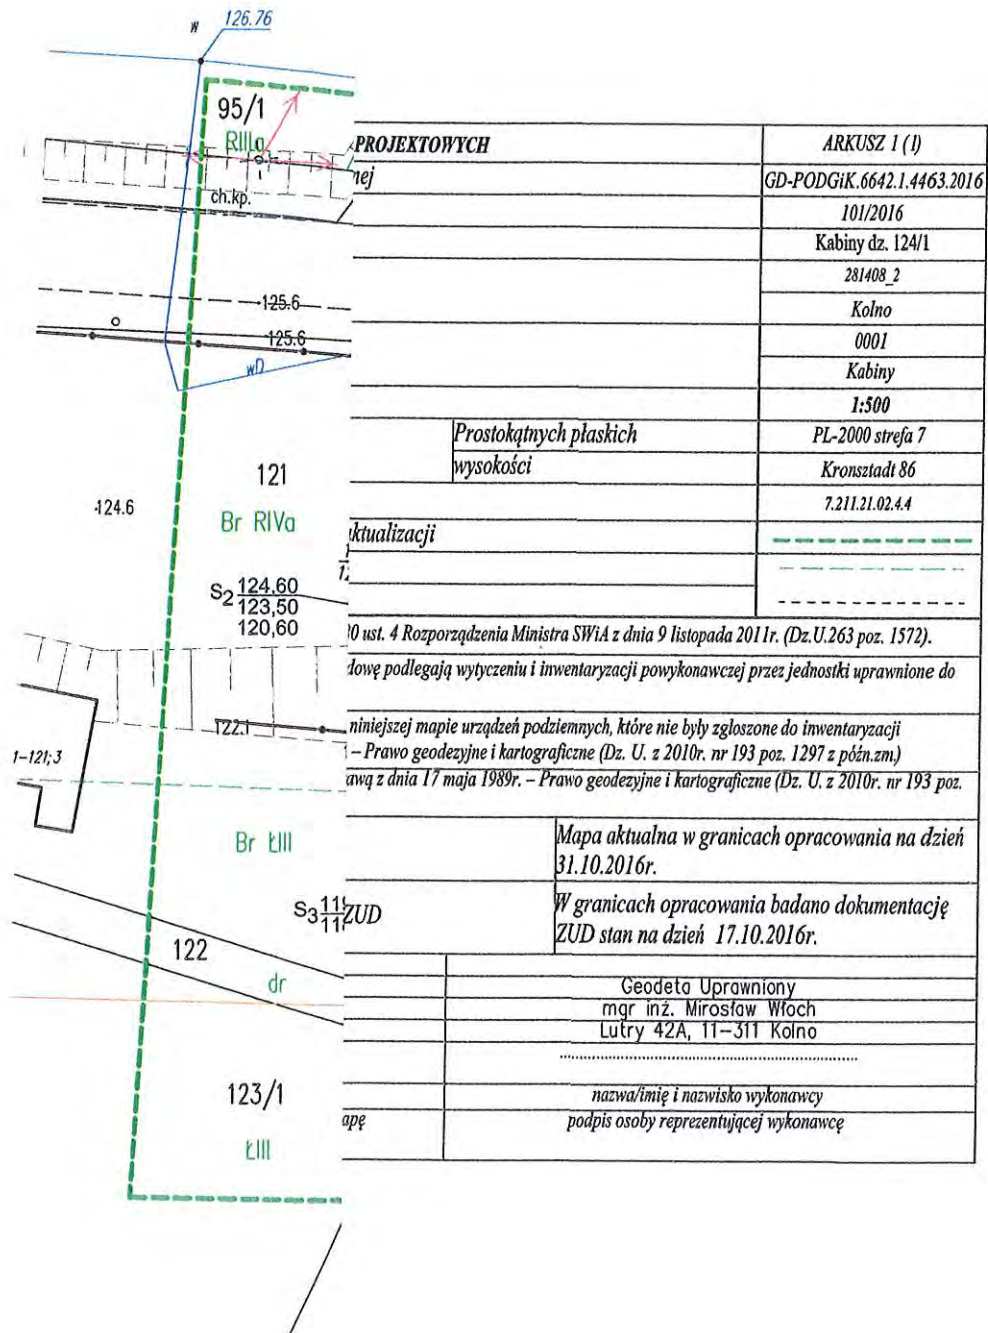 w 126.76
95/1
RIIIa
ch.kp.
125.6
125.6
wD
121
124.6
Br RIVa
S2 124,60
123,50
120,60
122.1
1-121;3
Br ŁIII
S3
122
dr
123/1
ŁIII
PROJEKTOWYCH ARKUSZ 1 (1)
nej GD-PODGiK.6642.1.4463.2016
101/2016
Kabiny dz. 124/1
281408_2
Kolno
0001
Kabiny
1:500
Prostokątnych płaskich PL-2000 strefa 7
wysokości Kronsztadt 86
7.211.21.02.4.4
ktualizacji
0 ust. 4 Rozporządzenia Ministra SWiA z dnia 9 listopada 2011r. (Dz.U.263 poz. 1572).
dowę podlegają wytyczeniu i inwentaryzacji powykonawczej przez jednostki uprawnione do
niniejszej mapie urządzeń podziemnych, które nie były zgłoszone do inwentaryzacji
– Prawo geodezyjne i kartograficzne (Dz. U. z 2010r. nr 193 poz. 1297 z późn.zm.)
awą z dnia 17 maja 1989r. – Prawo geodezyjne i kartograficzne (Dz. U. z 2010r. nr 193 poz.
Mapa aktualna w granicach opracowania na dzień
31.10.2016r.
ZUD W granicach opracowania badano dokumentację
ZUD stan na dzień 17.10.2016r.
Geodeta Uprawniony
mgr inż. Mirosław Włoch
Lutry 42A, 11-311 Kolno
nazwa/imię i nazwisko wykonawcy
apę podpis osoby reprezentującej wykonawcę